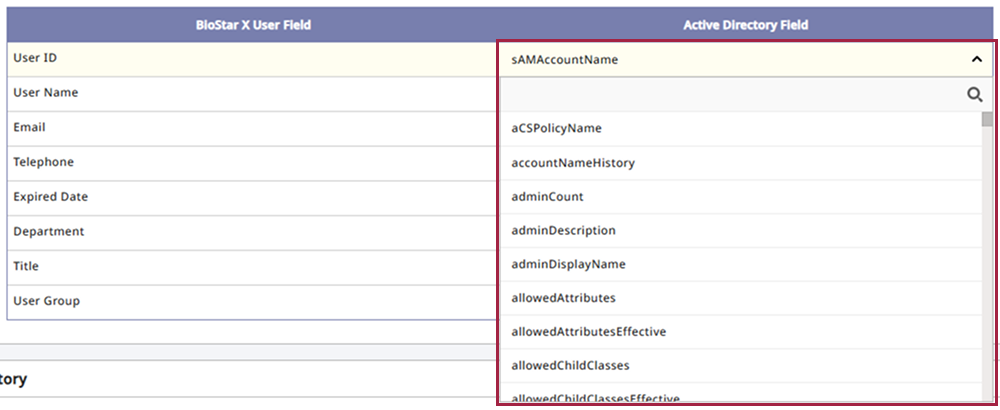 BioStar X User Field
Active Directory Field
User ID
sAMAccountName
User Name
Email
aCSPolicyName
Telephone
accountNameHistory
Expired Date
adminCount
Department
adminDescription
Title
adminDisplayName
User Group
allowedAttributes
allowedAttributesEffective
allowedChildClasses
tory
allowedChildClassesEffective